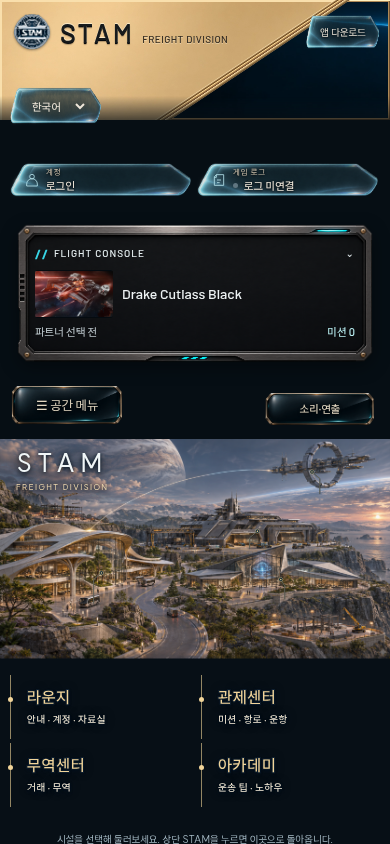 STAM
STAM FREIGHT DIVISION
앱 다운로드
한국어
계정
로그인
게임 로그
로그 미연결
// FLIGHT CONSOLE
Drake Cutlass Black
파트너 선택 전
미션 0
☰ 공간 메뉴
소리·연출
STAM
FREIGHT DIVISION
라운지
안내 · 계정 · 자료실
관제센터
미션 · 항로 · 운항
무역센터
거래 · 무역
아카데미
운송 팁 · 노하우
시설을 선택해 둘러보세요. 상단 STAM을 누르면 이곳으로 돌아옵니다.